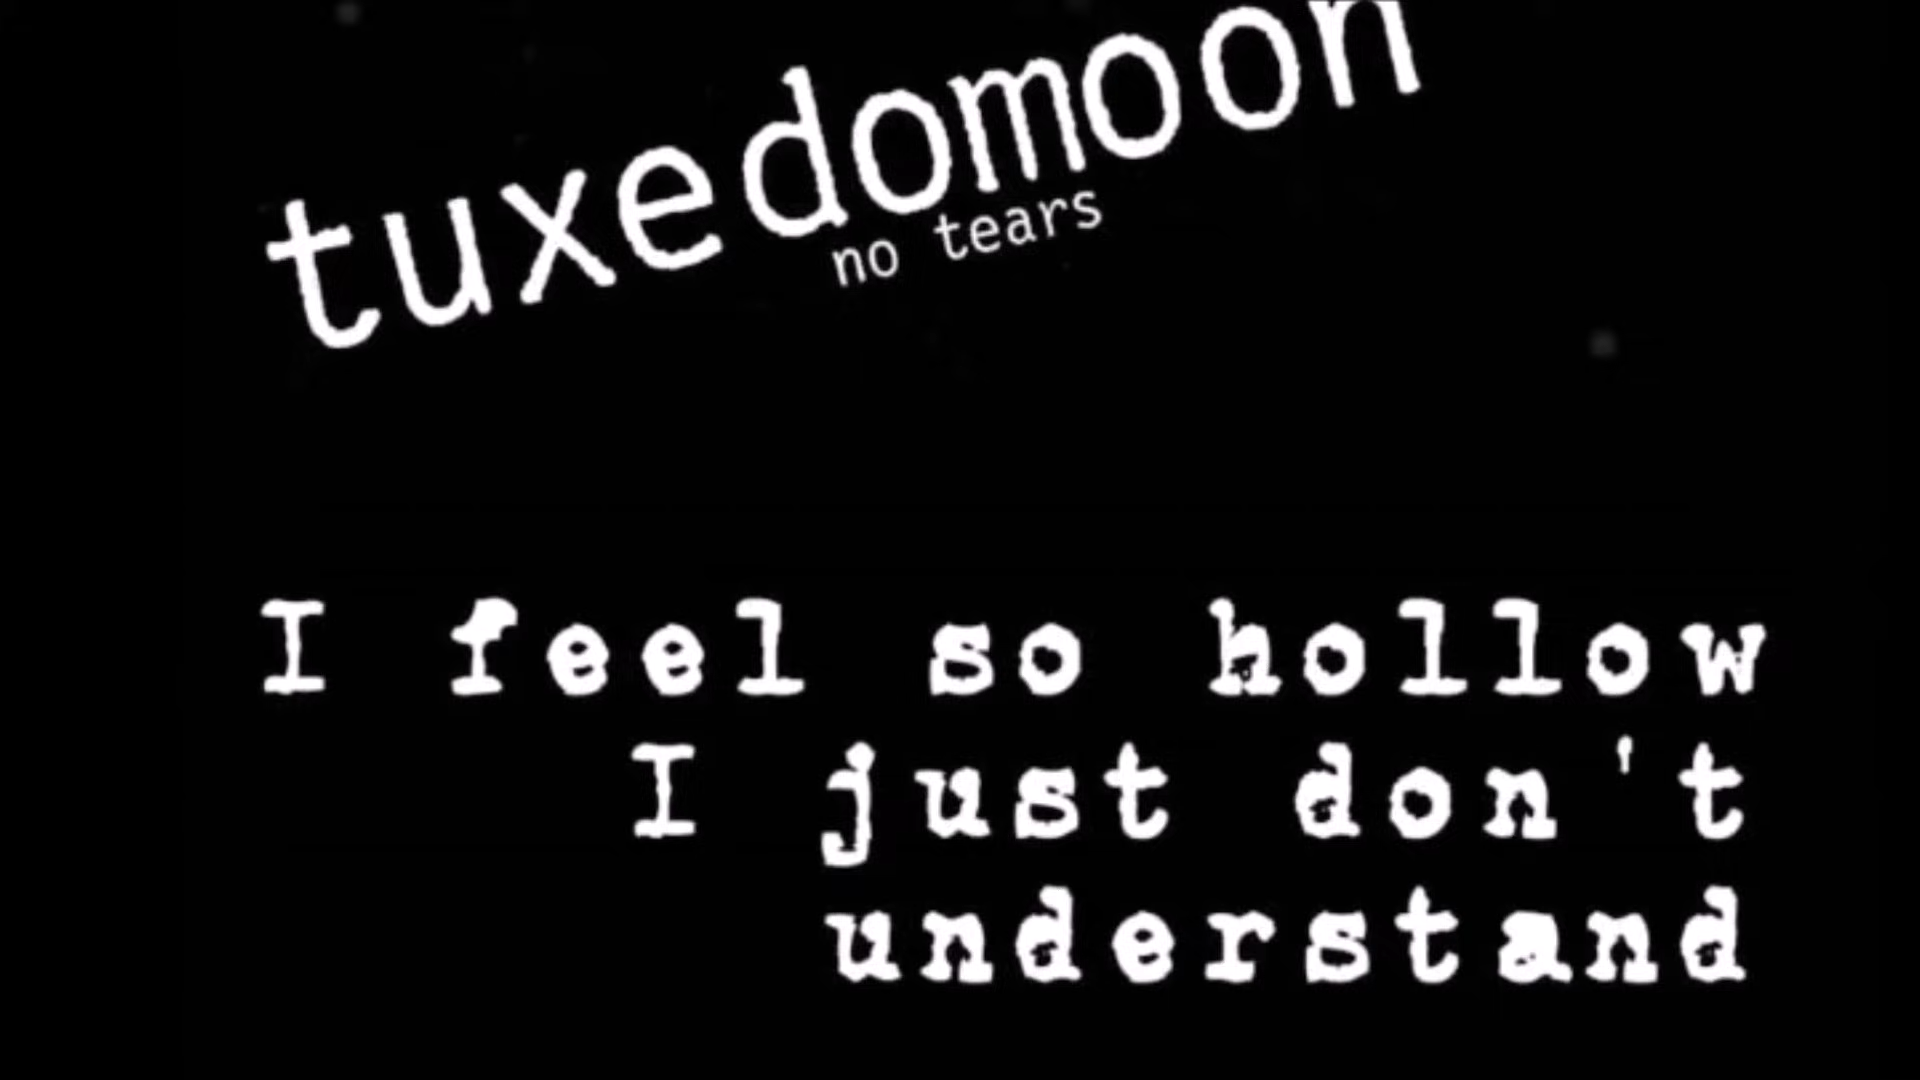 tuxedomoon
no tears
I feel so hollow
I just don't
understand